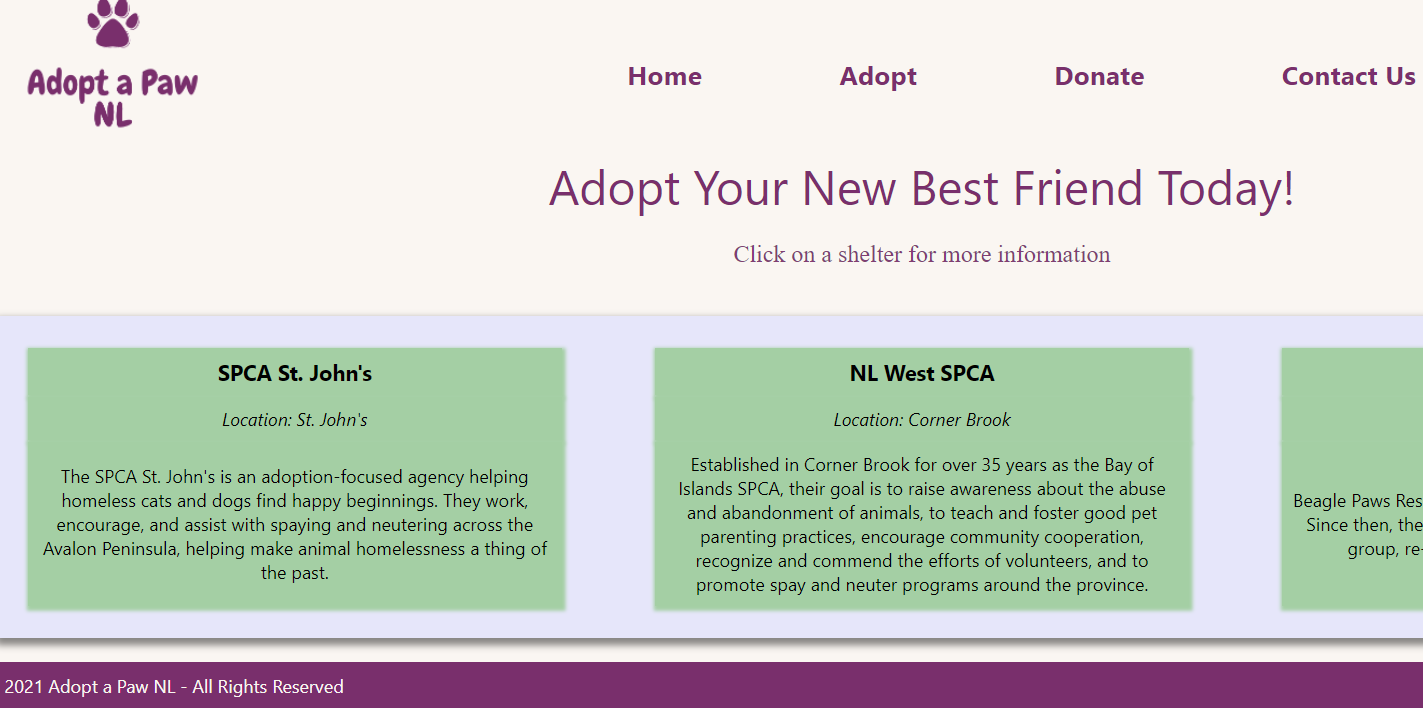 Adopt a Paw
NL
Home Adopt Donate Contact Us
Adopt Your New Best Friend Today!
Click on a shelter for more information
SPCA St. John's
Location: St. John's
The SPCA St. John's is an adoption-focused agency helping
homeless cats and dogs find happy beginnings. They work,
encourage, and assist with spaying and neutering across the
Avalon Peninsula, helping make animal homelessness a thing of
the past.
NL West SPCA
Location: Corner Brook
Established in Corner Brook for over 35 years as the Bay of
Islands SPCA, their goal is to raise awareness about the abuse
and abandonment of animals, to teach and foster good pet
parenting practices, encourage community cooperation,
recognize and commend the efforts of volunteers, and to
promote spay and neuter programs around the province.
Beagle Paws Res
Since then, the
group, re-
2021 Adopt a Paw NL - All Rights Reserved